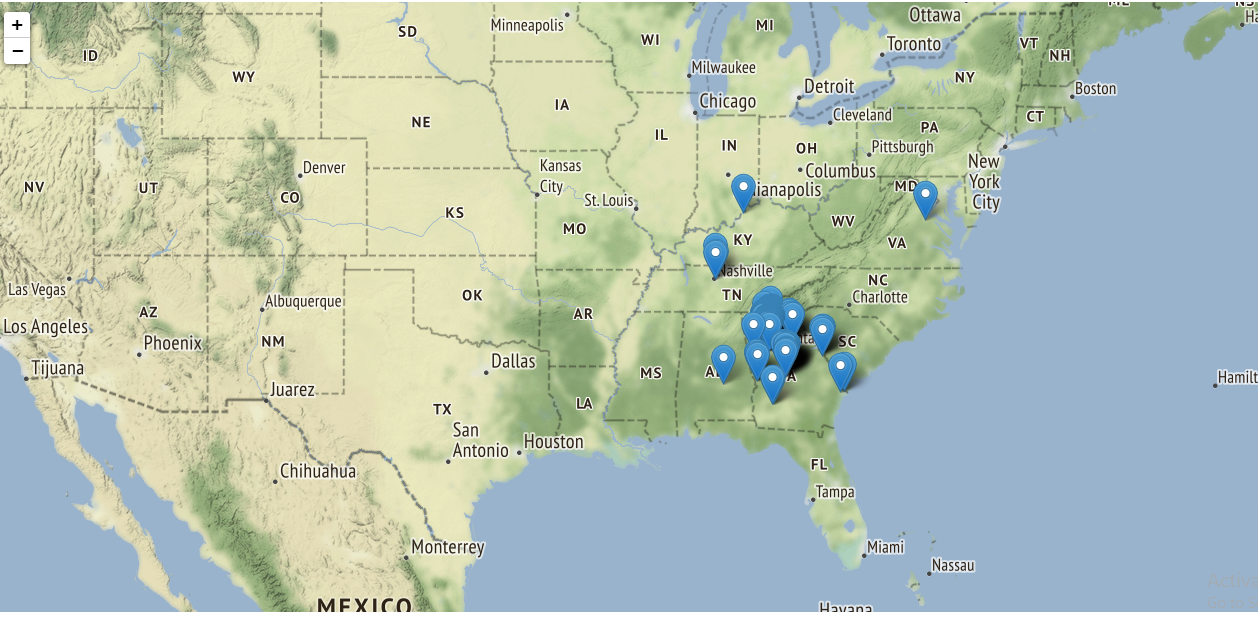 +
−
ID
WY
SD
Minneapolis
WI
MI
Ottawa
Toronto
VT
NH
NY
Boston
CT
Milwaukee
Chicago
Detroit
Cleveland
PA
Pittsburgh
New
York
City
NE
IA
IL
IN
OH
Columbus
ianapolis
MD
NV
UT
Denver
CO
KS
Kansas
City
St. Louis
MO
KY
WV
VA
Las Vegas
Nashville
TN
NC
Charlotte
Los Angeles
AZ
Albuquerque
OK
AR
SC
Phoenix
NM
Tijuana
Juarez
Dallas
MS
A
A
Hamilt
TX
LA
San
Antonio
Houston
Chihuahua
FL
Tampa
Monterrey
Miami
Nassau
MEXICO
Havana
Activa